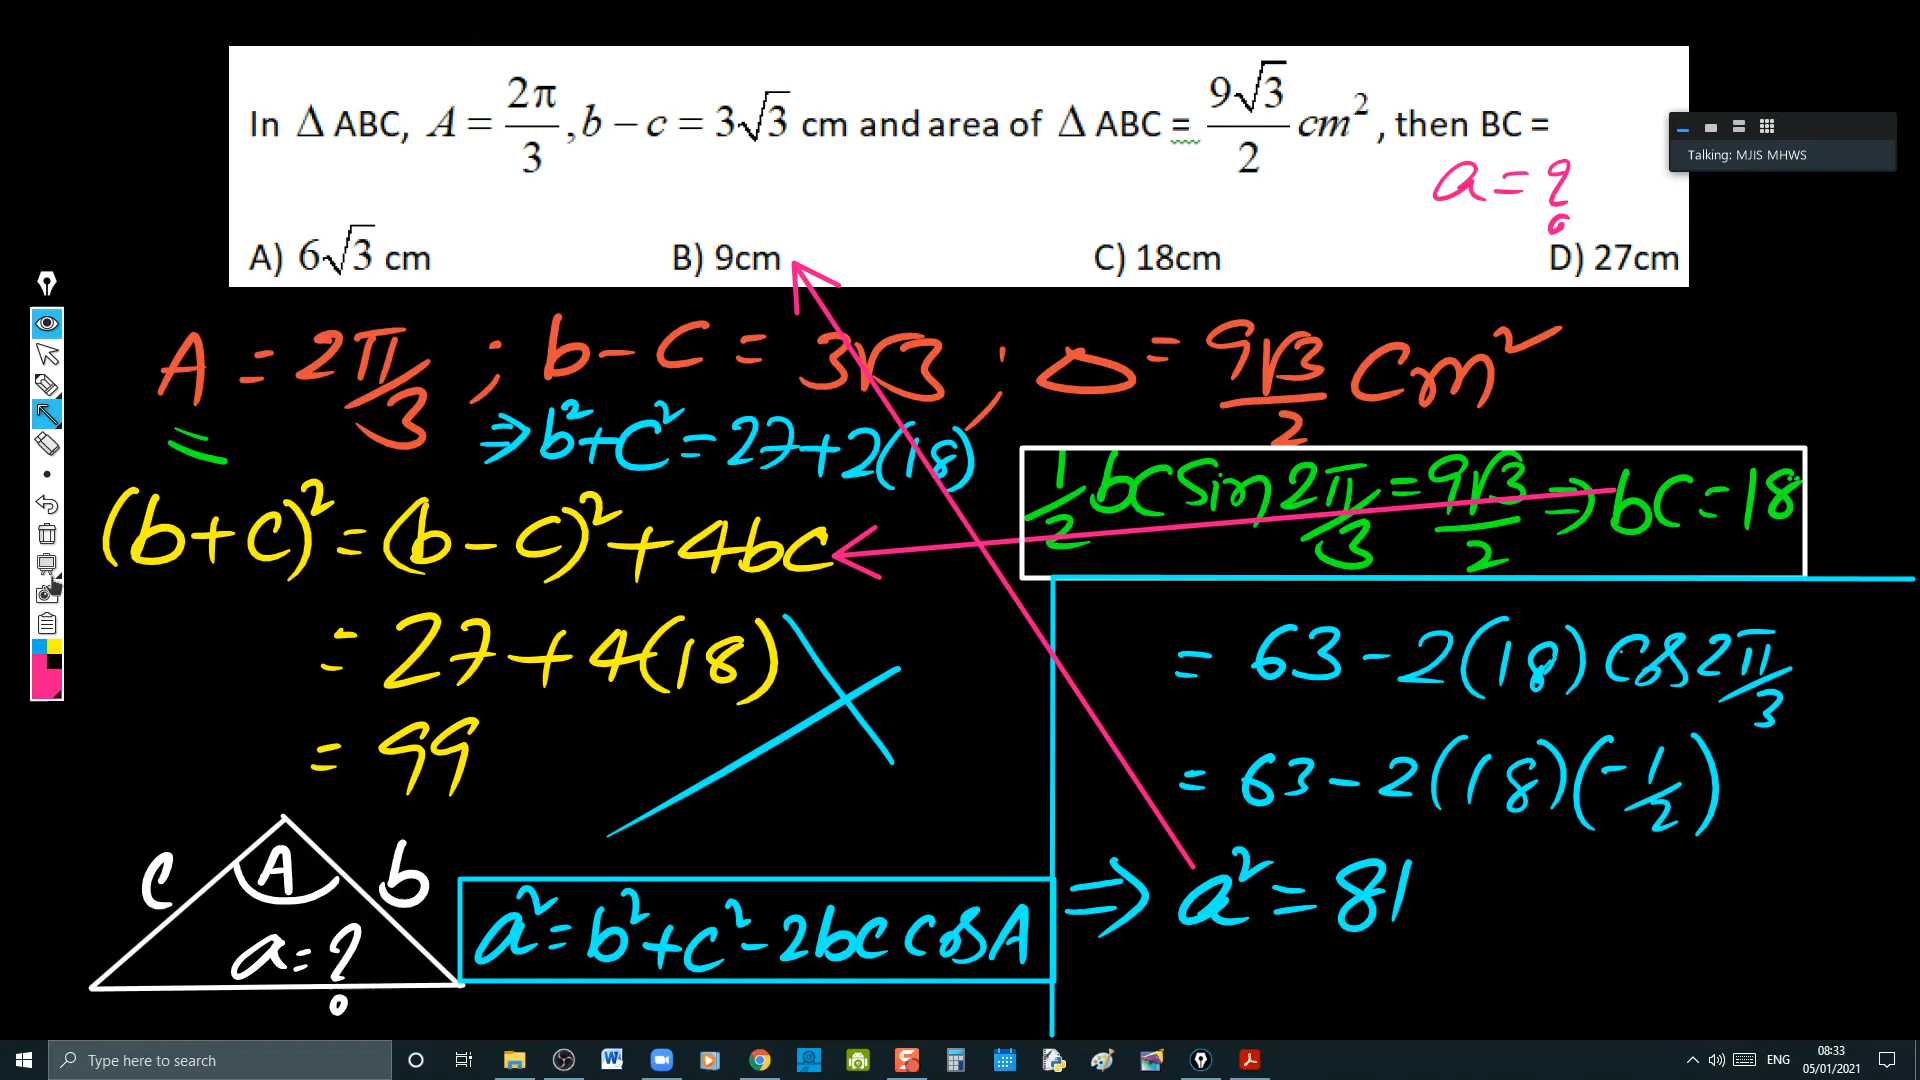 In Δ ABC, A = 2π/3, b − c = 3√3 cm and area of Δ ABC = 9√3/2 cm², then BC =
Talking: MJIS MHWS
a = ?
A) 6√3 cm B) 9cm C) 18cm D) 27cm
A = 2π/3 ; b - c = 3√3 ; Δ = 9√3/2 cm²
⇒ b² + c² = 27 + 2(18)
1/2 bc sin 2π/3 = 9√3/2 ⇒ bc = 18
(b + c)² = (b - c)² + 4bc
= 27 + 4(18)
= 99
= 63 - 2(18) cos 2π/3
= 63 - 2(18)(-1/2)
⇒ a² = 81
c A b
a = ?
a² = b² + c² - 2bc cos A
Type here to search
ENG
08:33
05/01/2021